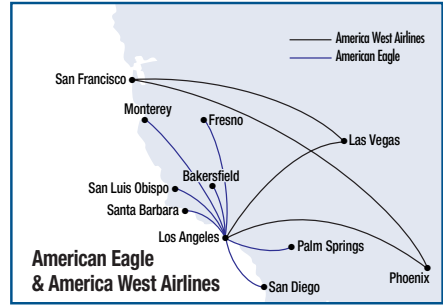 America West Airlines
American Eagle
San Francisco
Monterey
Fresno
Las Vegas
Bakersfield
San Luis Obispo
Santa Barbara
Los Angeles
Palm Springs
Phoenix
San Diego
American Eagle
& America West Airlines